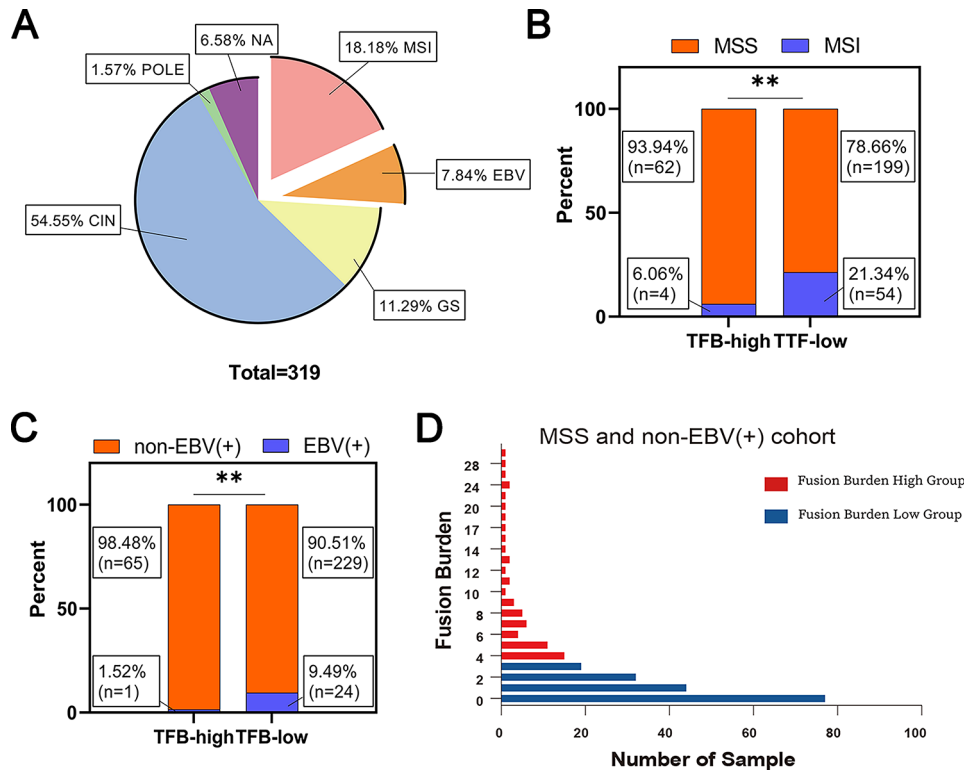 A
6.58% NA
18.18% MSI
1.57% POLE
7.84% EBV
54.55% CIN
11.29% GS
Total=319
B
MSS MSI
**
100
93.94%
(n=62)
78.66%
(n=199)
Percent
50
6.06%
(n=4)
21.34%
(n=54)
0
TFB-high TTF-low
C
non-EBV(+) EBV(+)
**
100
98.48%
(n=65)
90.51%
(n=229)
Percent
50
1.52%
(n=1)
9.49%
(n=24)
0
TFB-high TFB-low
D
MSS and non-EBV(+) cohort
Fusion Burden High Group
Fusion Burden Low Group
Fusion Burden
28
24
20
17
14
12
10
8
6
4
2
0
0 20 40 60 80 100
Number of Sample